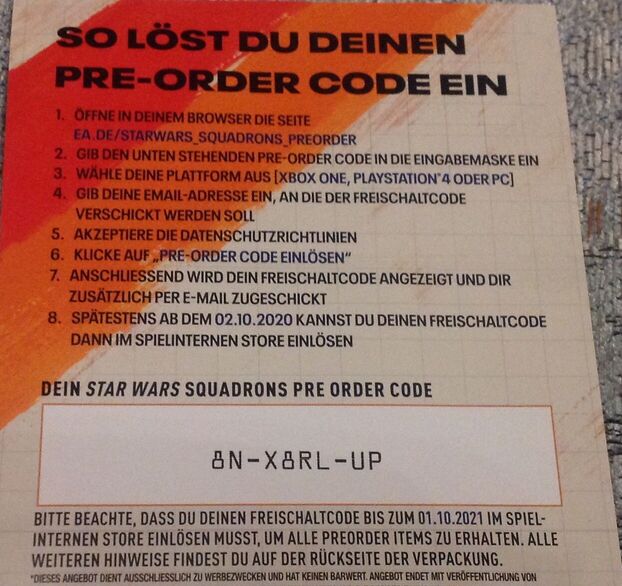 SO LÖST DU DEINEN
PRE-ORDER CODE EIN
1. ÖFFNE IN DEINEM BROWSER DIE SEITE
EA.DE/STARWARS_SQUADRONS_PREORDER
2. GIB DEN UNTEN STEHENDEN PRE-ORDER CODE IN DIE EINGABEMASKE EIN
3. WÄHLE DEINE PLATTFORM AUS [XBOX ONE, PLAYSTATION®4 ODER PC]
4. GIB DEINE EMAIL-ADRESSE EIN, AN DIE DER FREISCHALTCODE
VERSCHICKT WERDEN SOLL
5. AKZEPTIERE DIE DATENSCHUTZRICHTLINIEN
6. KLICKE AUF „PRE-ORDER CODE EINLÖSEN“
7. ANSCHLIESSEND WIRD DEIN FREISCHALTCODE ANGEZEIGT UND DIR
ZUSÄTZLICH PER E-MAIL ZUGESCHICKT
8. SPÄTESTENS AB DEM 02.10.2020 KANNST DU DEINEN FREISCHALTCODE
DANN IM SPIELINTERNEN STORE EINLÖSEN
DEIN STAR WARS SQUADRONS PRE ORDER CODE
8N-X8RL-UP
BITTE BEACHTE, DASS DU DEINEN FREISCHALTCODE BIS ZUM 01.10.2021 IM SPIEL-
INTERNEN STORE EINLÖSEN MUSST, UM ALLE PREORDER ITEMS ZU ERHALTEN. ALLE
WEITEREN HINWEISE FINDEST DU AUF DER RÜCKSEITE DER VERPACKUNG.
*DIESES ANGEBOT DIENT AUSSCHLIESSLICH ZU WERBEZWECKEN UND HAT KEINEN BARWERT. ANGEBOT ENDET MIT VERÖFFENTLICHUNG VON